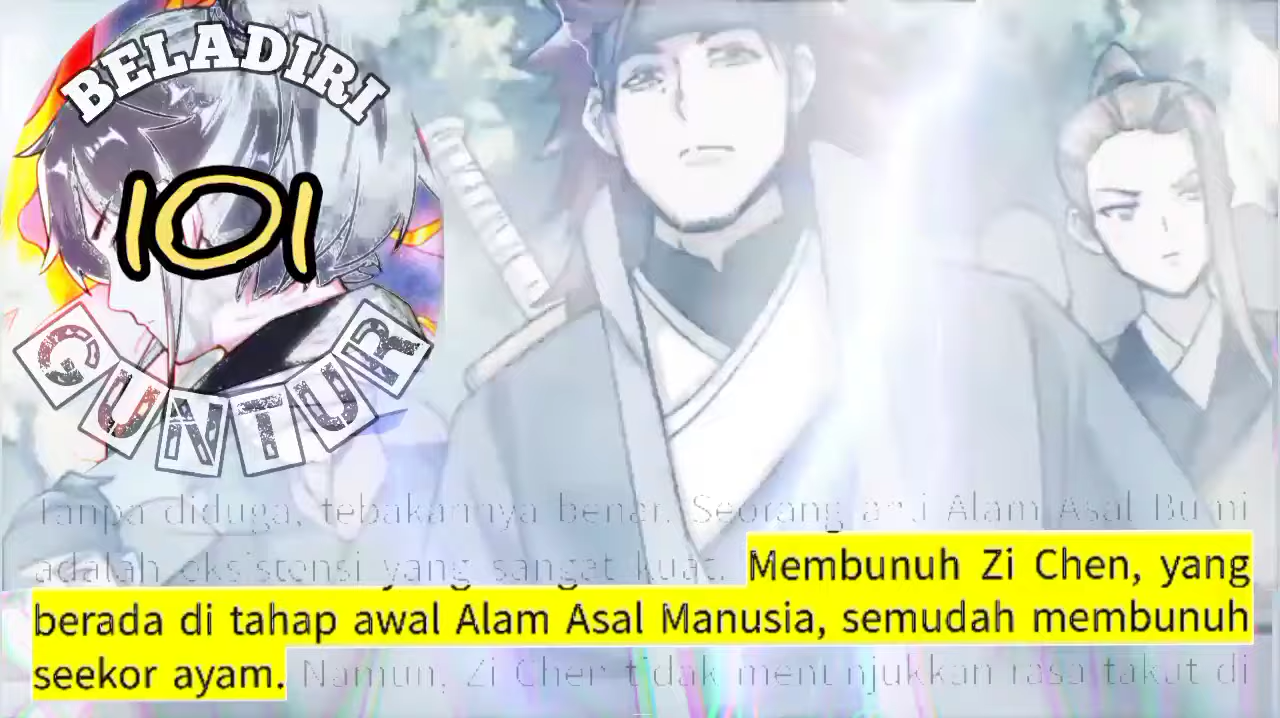 BELADIRI
101
GUNTUR
Tanpa diduga, tebakannya benar. Seorang ahli Alam Asal Bumi
adalah eksistensi yang sangat kuat. Membunuh Zi Chen, yang
berada di tahap awal Alam Asal Manusia, semudah membunuh
seekor ayam. Namun, Zi Chen tidak menunjukkan rasa takut di